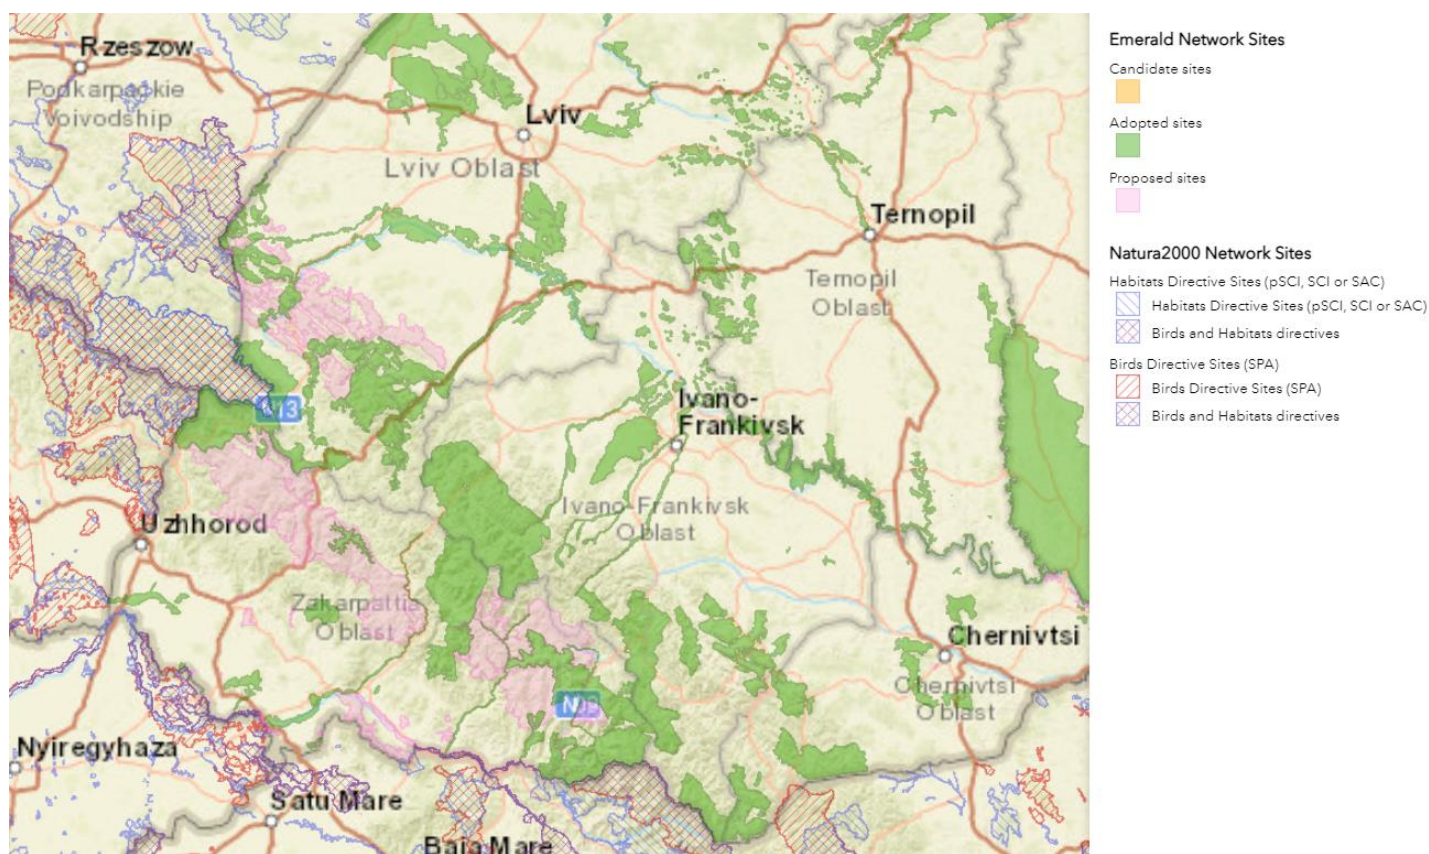 Rzeszow
Podkarpackie
Voivodship
Lviv
Lviv Oblast
Ternopil
Ternopil
Oblast
Ivano-
Frankivsk
Ivano-Frankivsk
Oblast
Uzhhorod
Zakarpattia
Oblast
Chernivtsi
Chernivtsi
Oblast
N13
N09
Nyiregyhaza
Satu Mare
Baia Mare
Emerald Network Sites
Candidate sites
Adopted sites
Proposed sites
Natura2000 Network Sites
Habitats Directive Sites (pSCI, SCI or SAC)
Habitats Directive Sites (pSCI, SCI or SAC)
Birds and Habitats directives
Birds Directive Sites (SPA)
Birds Directive Sites (SPA)
Birds and Habitats directives